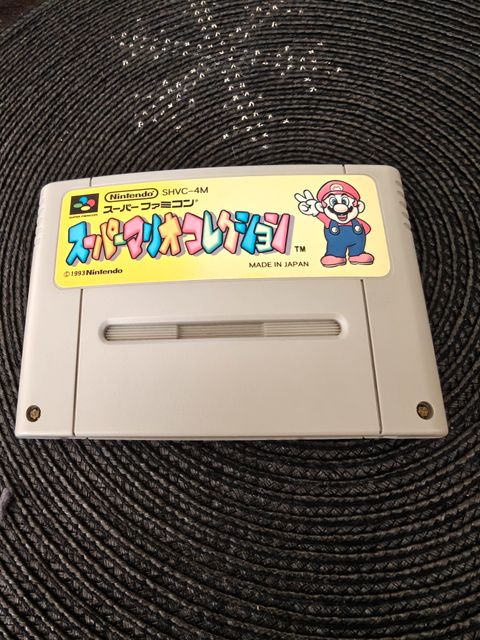 Nintendo SHVC-4M
スーパーファミコン
SUPER FAMICOM
スーパーマリオコレクション TM
©1993 Nintendo
MADE IN JAPAN